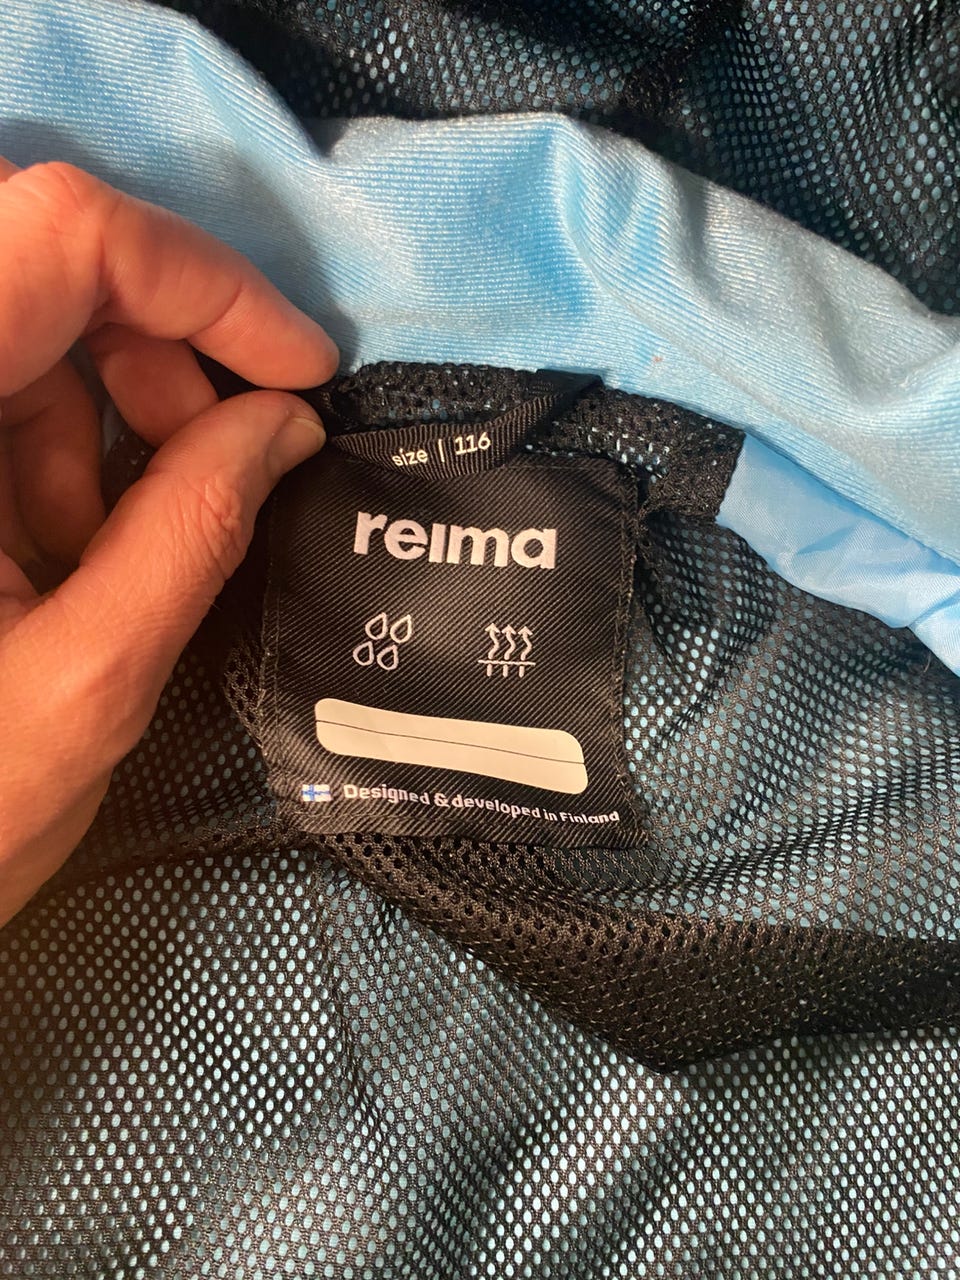 size | 116
reima
Designed & developed in Finland